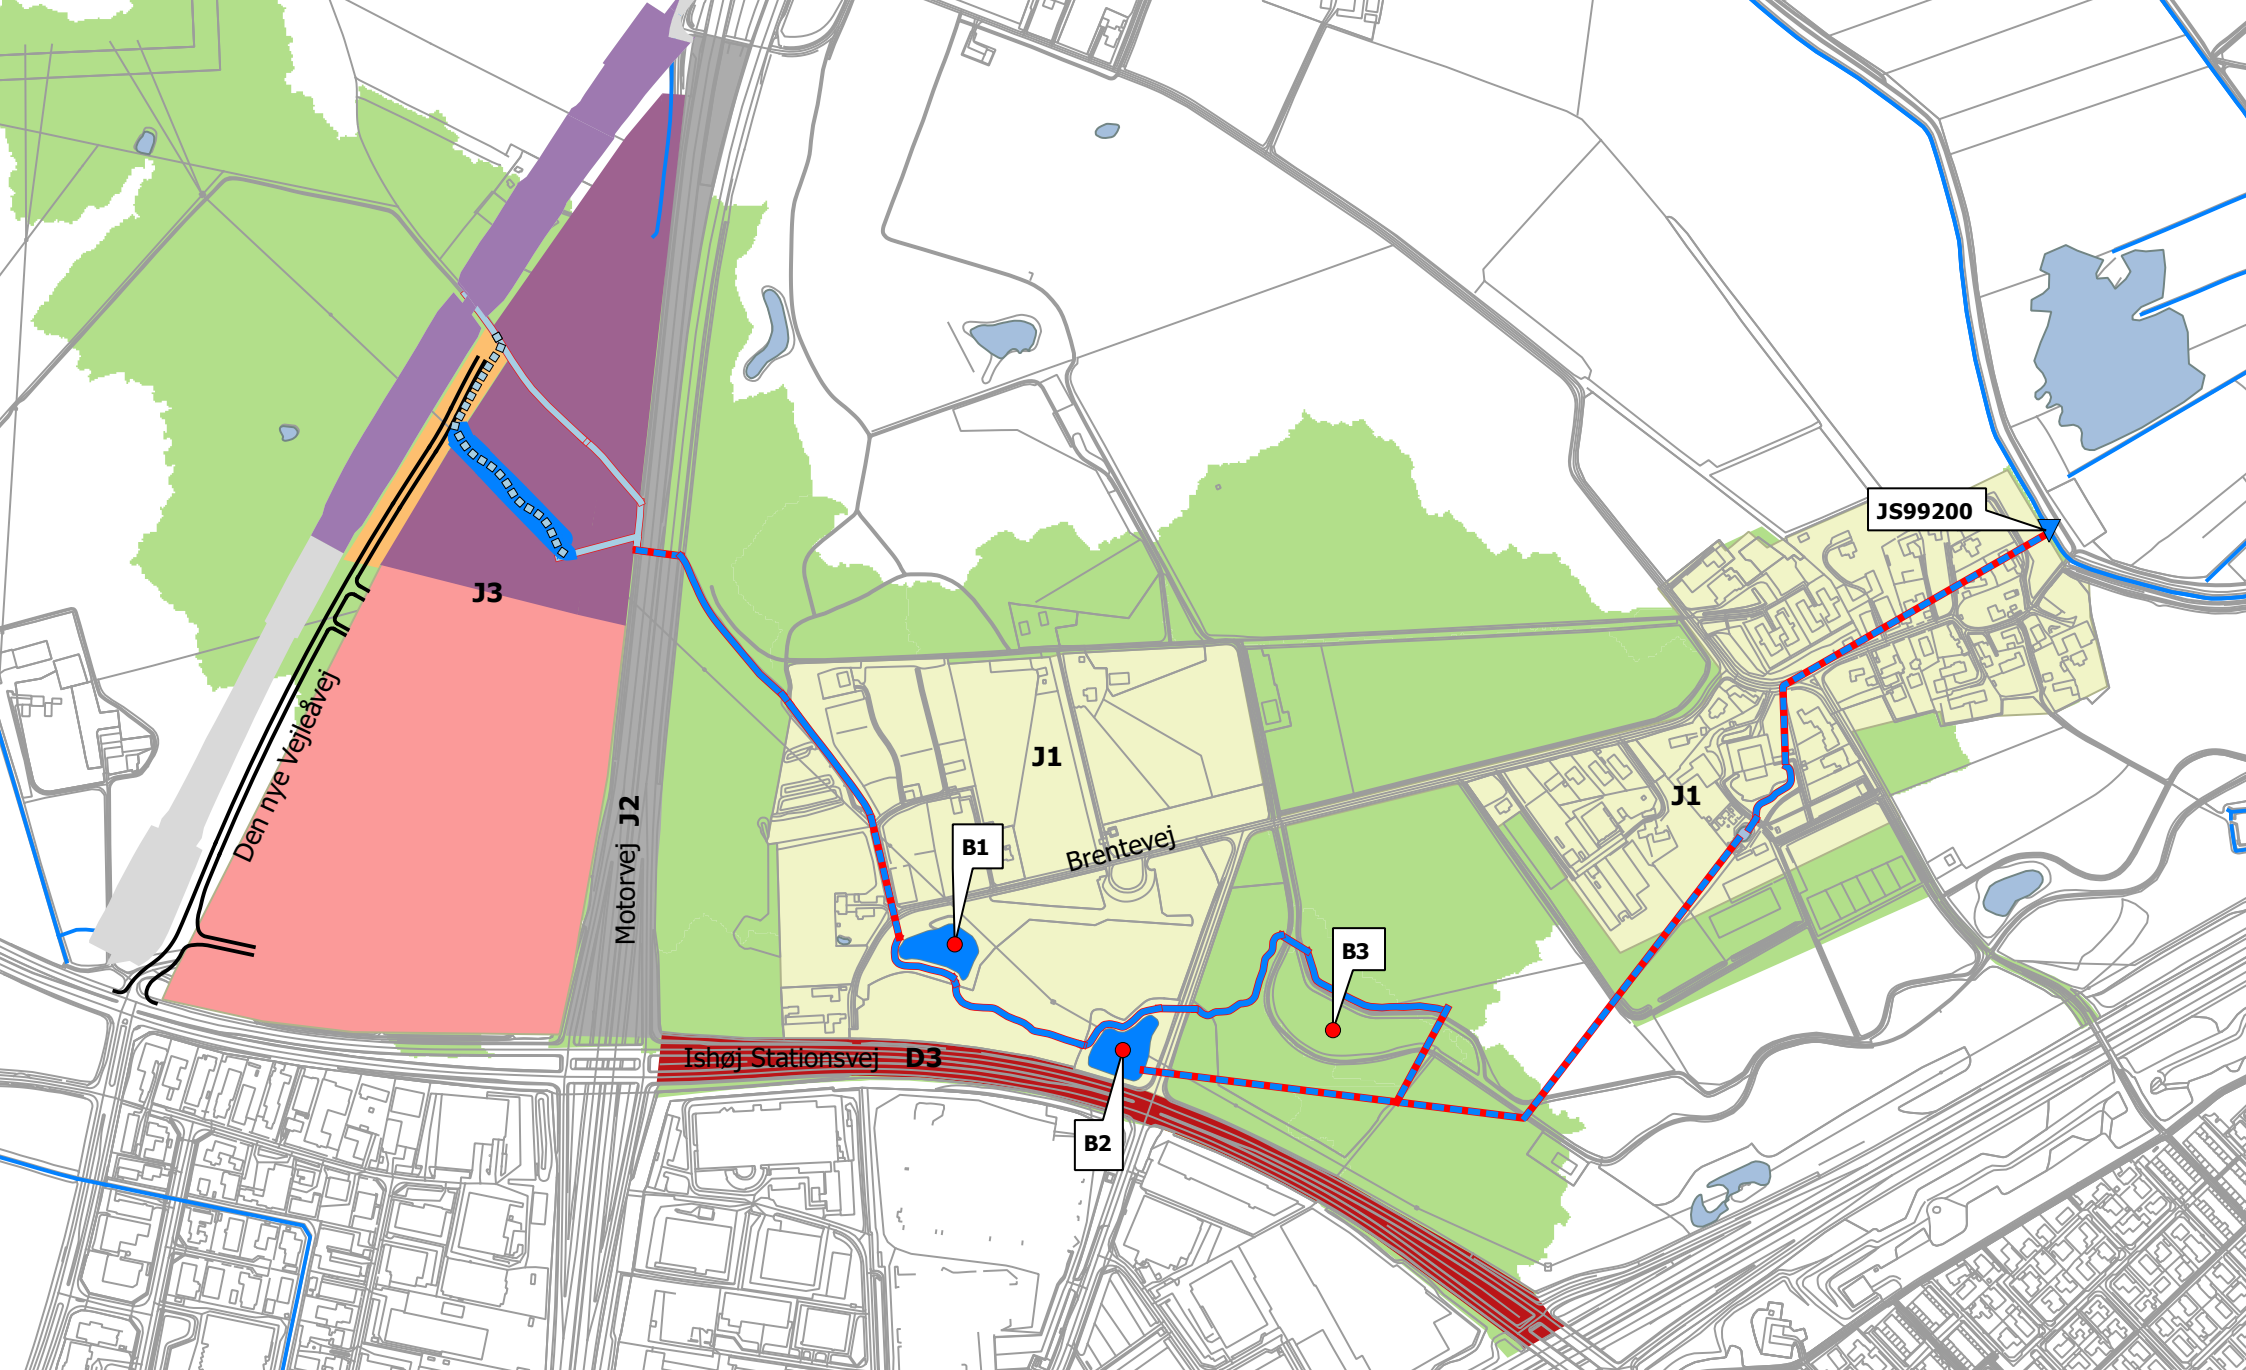 JS99200
J3
Den nye Vejleåvej
J1
J1
Motorvej J2
B1
Brentevej
B3
Ishøj Stationsvej D3
B2